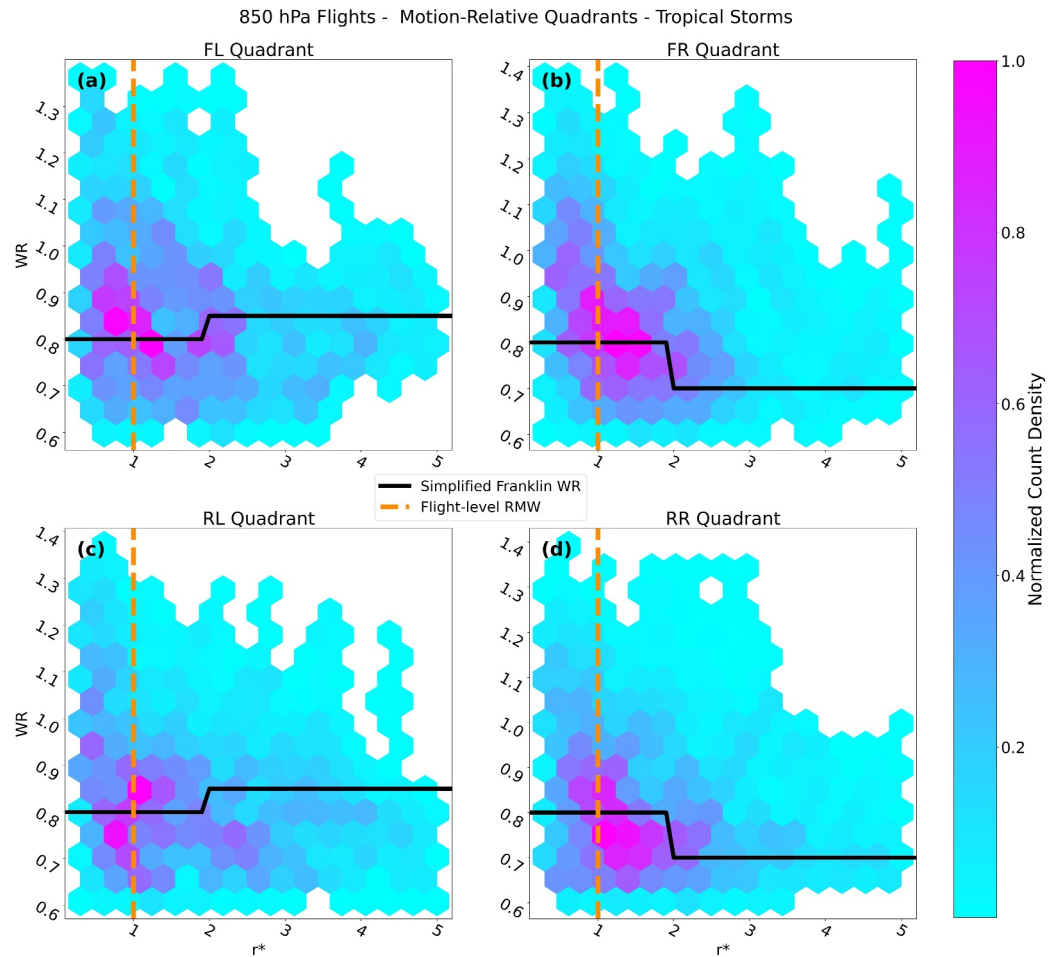 850 hPa Flights -  Motion-Relative Quadrants - Tropical Storms
FL Quadrant
(a)
WR
1.3
1.2
1.1
1.0
0.9
0.8
0.7
0.6
1 2 3 4 5
FR Quadrant
(b)
1.4
1.3
1.2
1.1
1.0
0.9
0.8
0.7
0.6
1 2 3 4 5
Simplified Franklin WR
Flight-level RMW
RL Quadrant
(c)
WR
1.4
1.3
1.2
1.1
1.0
0.9
0.8
0.7
0.6
1 2 3 4 5
r*
RR Quadrant
(d)
1.4
1.3
1.2
1.1
1.0
0.9
0.8
0.7
0.6
1 2 3 4 5
r*
1.0
0.8
0.6
0.4
0.2
Normalized Count Density